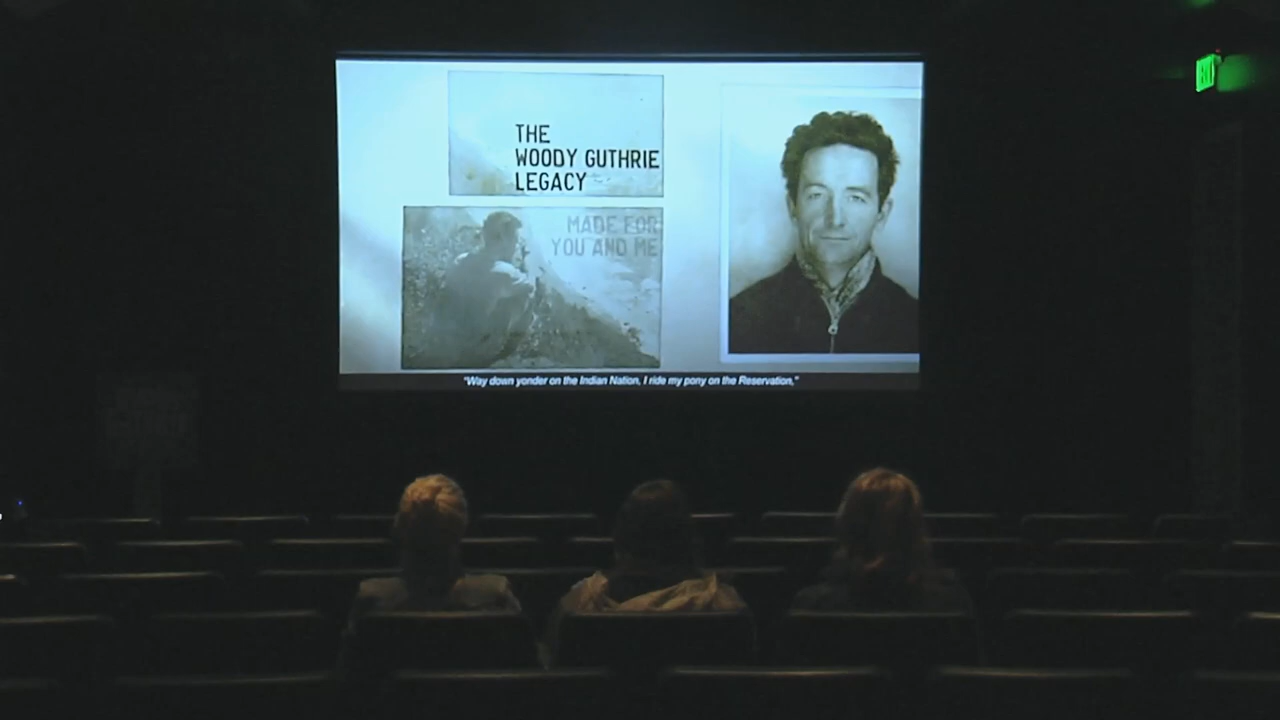 THE
WOODY GUTHRIE
LEGACY
MADE FOR
YOU AND ME
"Way down yonder on the Indian Nation, I ride my pony on the Reservation,"